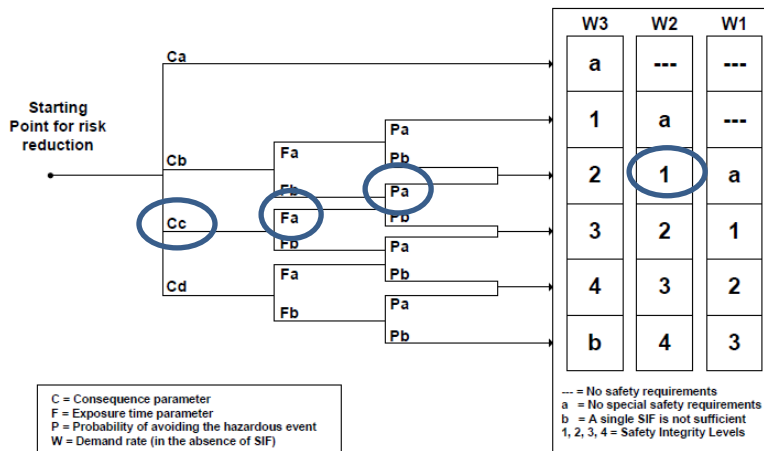 W3 W2 W1
Ca
a --- ---
Starting
Point for risk
reduction
Pa
1 a ---
Fa
Pb
Cb
2 1 a
Fb
Pa
Cc
Fa
Pb
3 2 1
Fb
Pa
Fa
Pb
Cd
4 3 2
Pa
Fb
Pb
b 4 3
C = Consequence parameter
F = Exposure time parameter
P = Probability of avoiding the hazardous event
W = Demand rate (in the absence of SIF)
--- = No safety requirements
a = No special safety requirements
b = A single SIF is not sufficient
1, 2, 3, 4 = Safety Integrity Levels